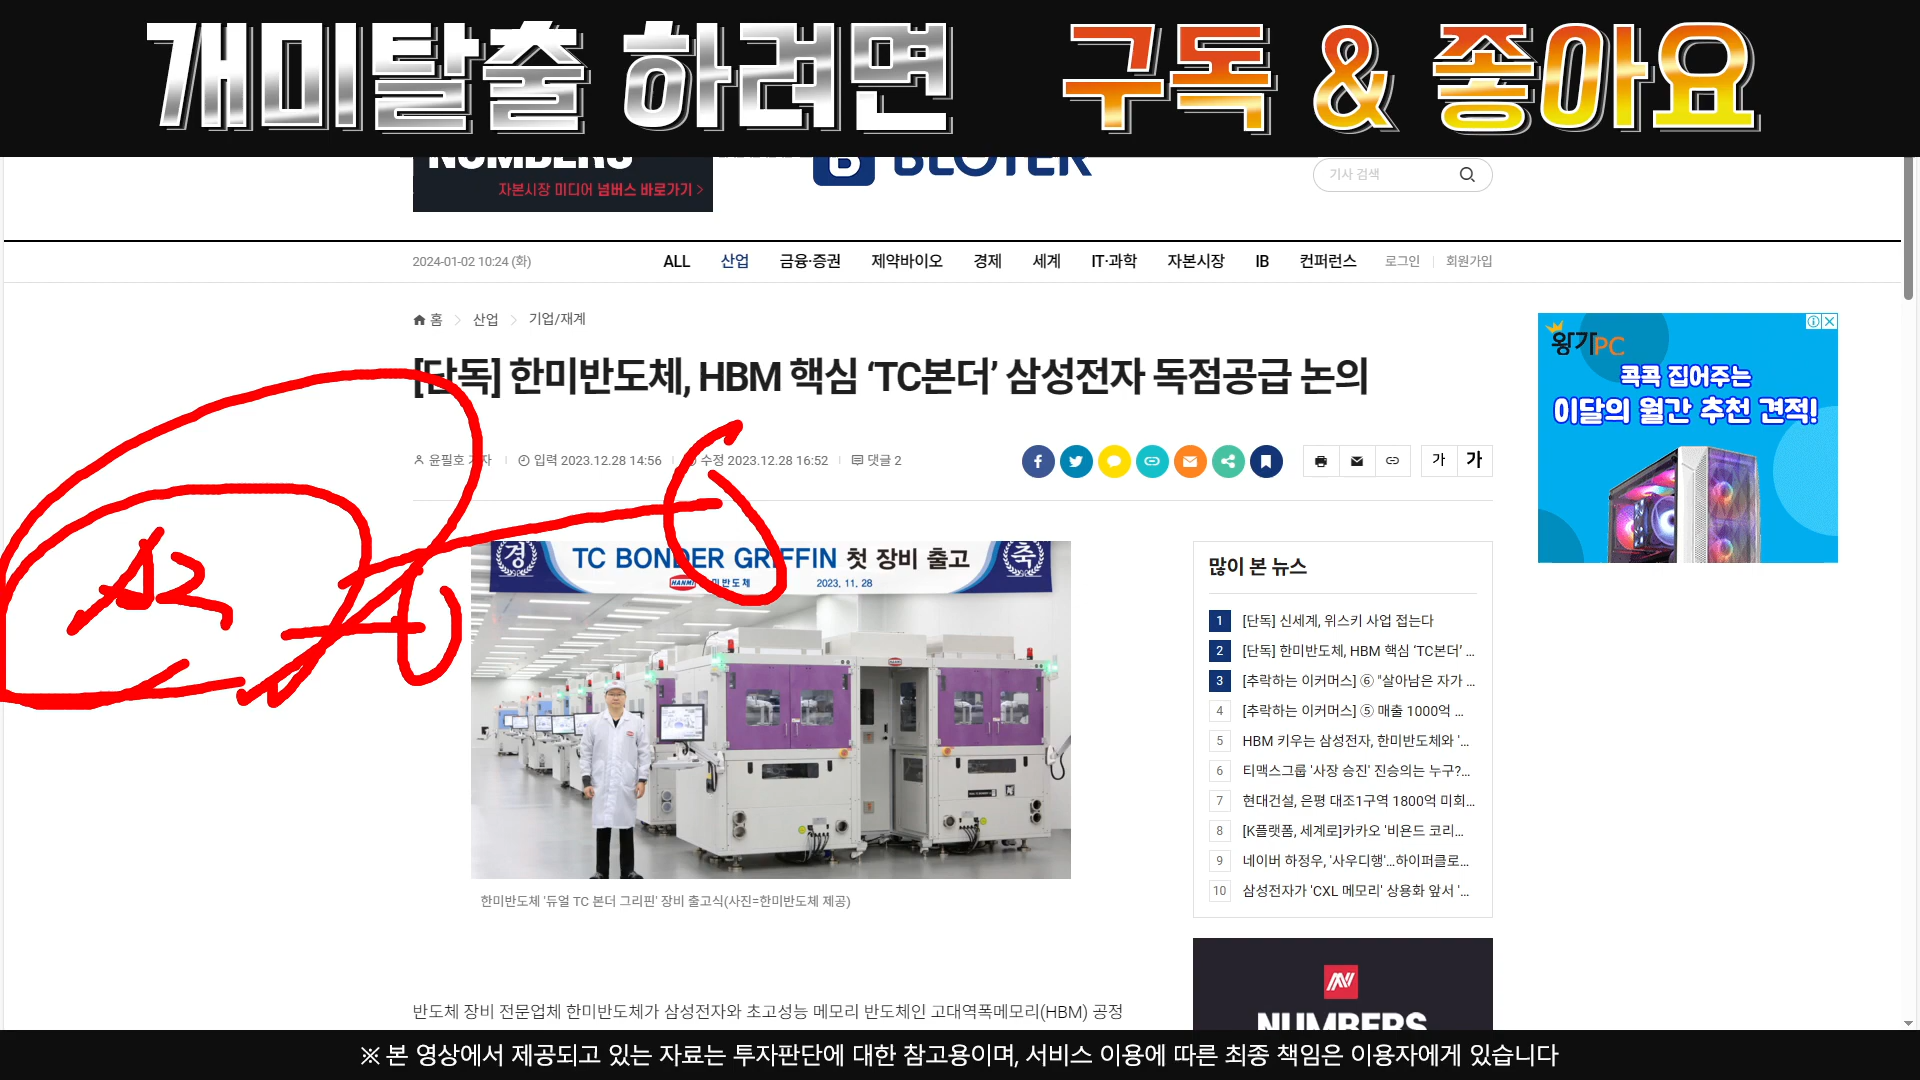 개미탈출 하려면 구독 & 좋아요
NUMBERS
자본시장 미디어 넘버스 바로가기 >
B BLOTER
기사 검색
2024-01-02 10:24 (화)
ALL 산업 금융·증권 제약바이오 경제 세계 IT·과학 자본시장 IB 컨퍼런스 로그인 회원가입
홈 > 산업 > 기업/재계
[단독] 한미반도체, HBM 핵심 ‘TC본더’ 삼성전자 독점공급 논의
윤필호 기자 입력 2023.12.28 14:56 수정 2023.12.28 16:52 댓글 2
가 가
경 TC BONDER GRIFFIN 첫 장비 출고 축
HANMI 한미반도체 2023. 11. 28
한미반도체 '듀얼 TC 본더 그리핀' 장비 출고식(사진=한미반도체 제공)
반도체 장비 전문업체 한미반도체가 삼성전자와 초고성능 메모리 반도체인 고대역폭메모리(HBM) 공정
많이 본 뉴스
1 [단독] 신세계, 위스키 사업 접는다
2 [단독] 한미반도체, HBM 핵심 ‘TC본더’ ...
3 [추락하는 이커머스] ⑥ "살아남은 자가 ...
4 [추락하는 이커머스] ⑤ 매출 1000억 ...
5 HBM 키우는 삼성전자, 한미반도체와 '...
6 티맥스그룹 '사장 승진' 진승의는 누구?...
7 현대건설, 은평 대조1구역 1800억 미회...
8 [K플랫폼, 세계로]카카오 '비욘드 코리...
9 네이버 하정우, '사우디행'...하이퍼클로...
10 삼성전자가 'CXL 메모리' 상용화 앞서 '...
NUMBERS
왕가PC
콕콕 집어주는
이달의 월간 추천 견적!
※ 본 영상에서 제공되고 있는 자료는 투자판단에 대한 참고용이며, 서비스 이용에 따른 최종 책임은 이용자에게 있습니다